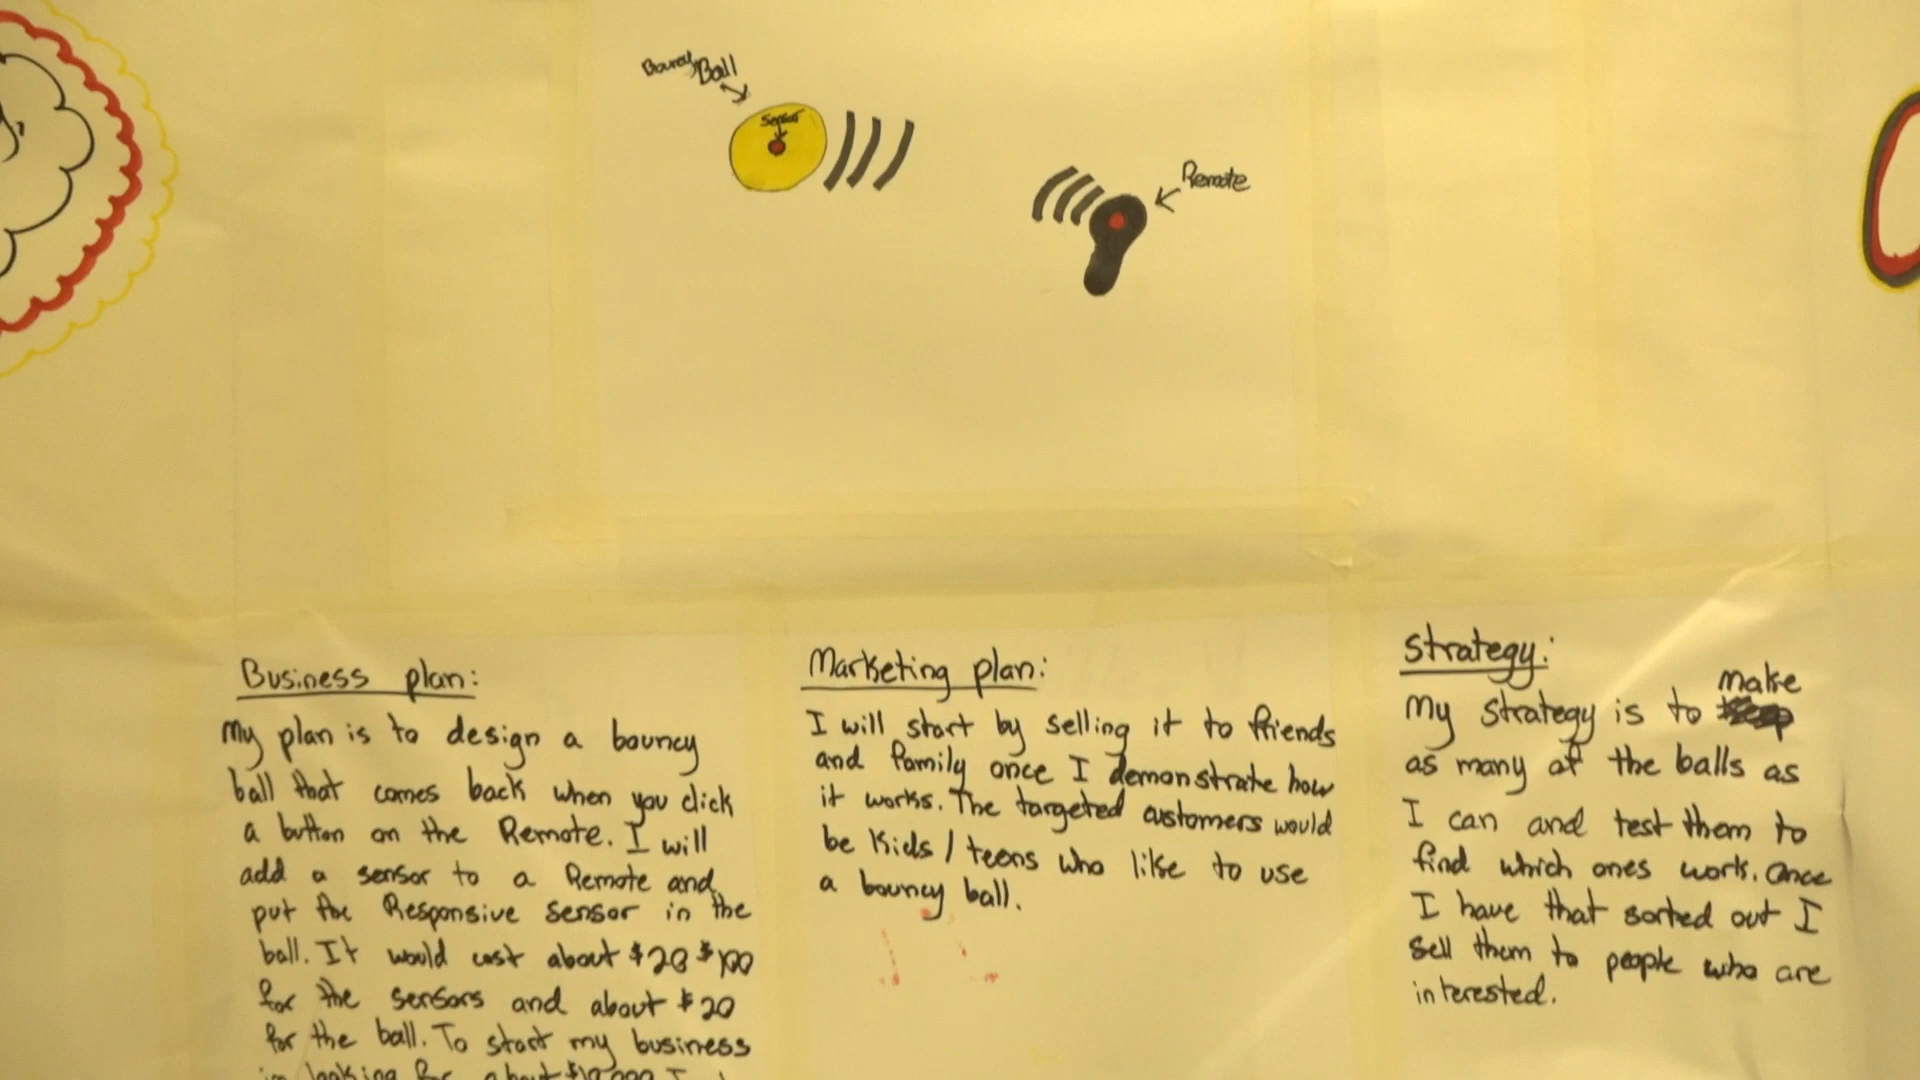 Bouncy Ball
Sensor
Remote
Business plan:
My plan is to design a bouncy
ball that comes back when you click
a button on the Remote. I will
add a sensor to a Remote and
put the Responsive sensor in the
ball. It would cost about $20 $100
for the sensors and about $20
for the ball. To start my business
looking for about $10,000 I
Marketing plan:
I will start by selling it to friends
and family once I demonstrate how
it works. The targeted customers would
be Kids / teens who like to use
a bouncy ball.
Strategy:
make
My strategy is to
as many of the balls as
I can and test them to
find which ones work. Once
I have that sorted out I
sell them to people who are
interested.